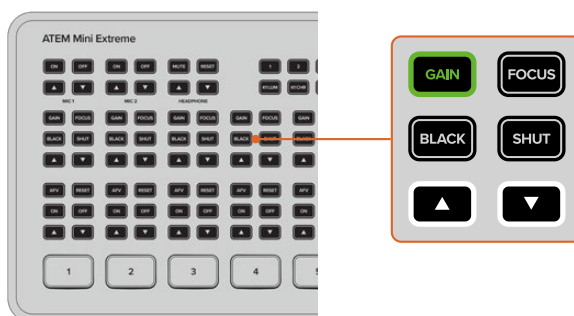 ATEM Mini Extreme
ON OFF ON OFF MUTE RESET 1 2
▲ ▼ ▲ ▼ ▲ ▼
MIC 1 MIC 2 HEADPHONE
GAIN FOCUS GAIN FOCUS GAIN FOCUS GAIN FOCUS GAIN
BLACK SHUT BLACK SHUT BLACK SHUT BLACK
▲ ▼ ▲ ▼ ▲ ▼ ▲ ▼ ▲
AFV RESET AFV RESET AFV RESET AFV RESET AFV
ON OFF ON OFF ON OFF ON OFF ON
▲ ▼ ▲ ▼ ▲ ▼ ▲ ▼ ▲
1 2 3 4
GAIN FOCUS
BLACK SHUT
▲ ▼